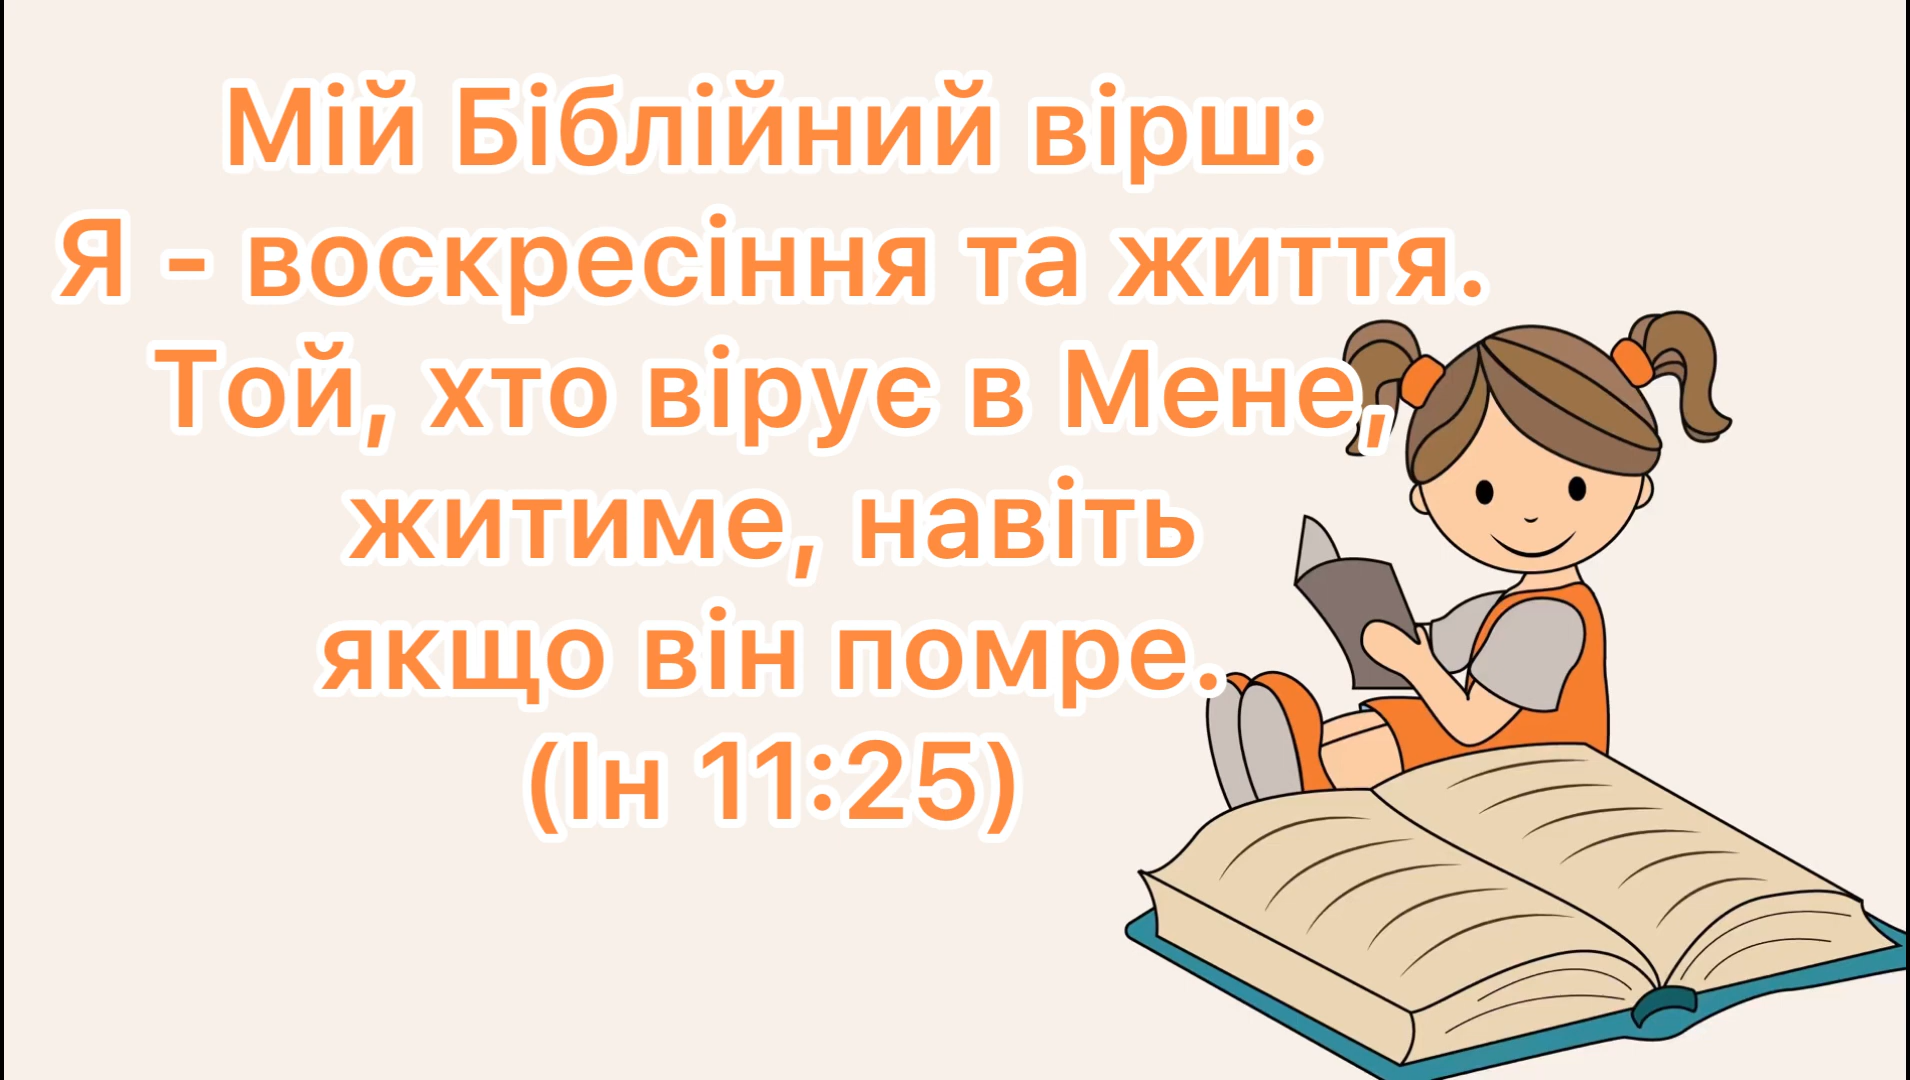 Мій Біблійний вірш:
Я - воскресіння та життя.
Той, хто вірує в Мене,
житиме, навіть
якщо він помре.
(Ін 11:25)